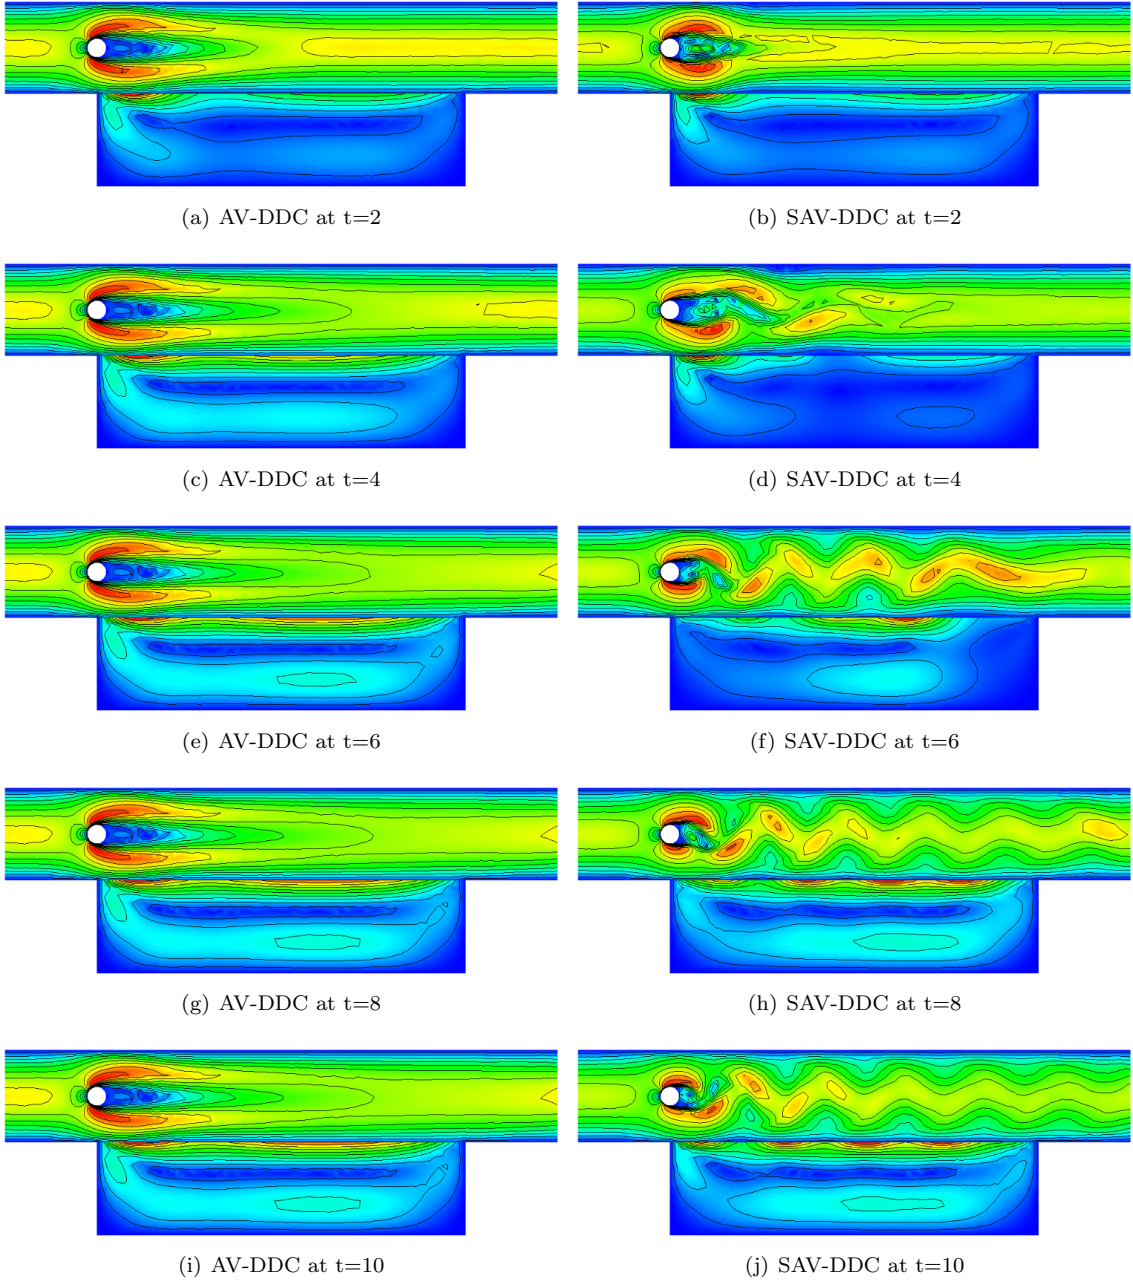 (a) AV-DDC at t=2
(b) SAV-DDC at t=2
(c) AV-DDC at t=4
(d) SAV-DDC at t=4
(e) AV-DDC at t=6
(f) SAV-DDC at t=6
(g) AV-DDC at t=8
(h) SAV-DDC at t=8
(i) AV-DDC at t=10
(j) SAV-DDC at t=10